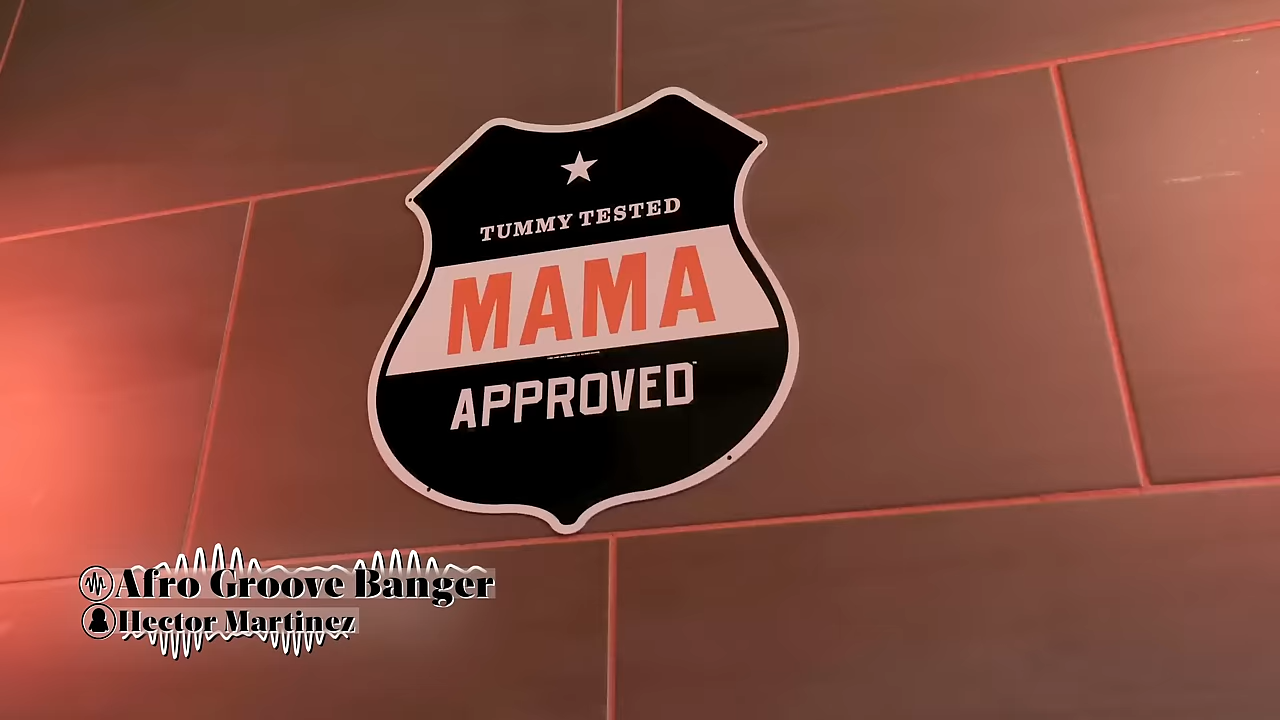 TUMMY TESTED
MAMA
APPROVED™
Afro Groove Banger
Hector Martinez